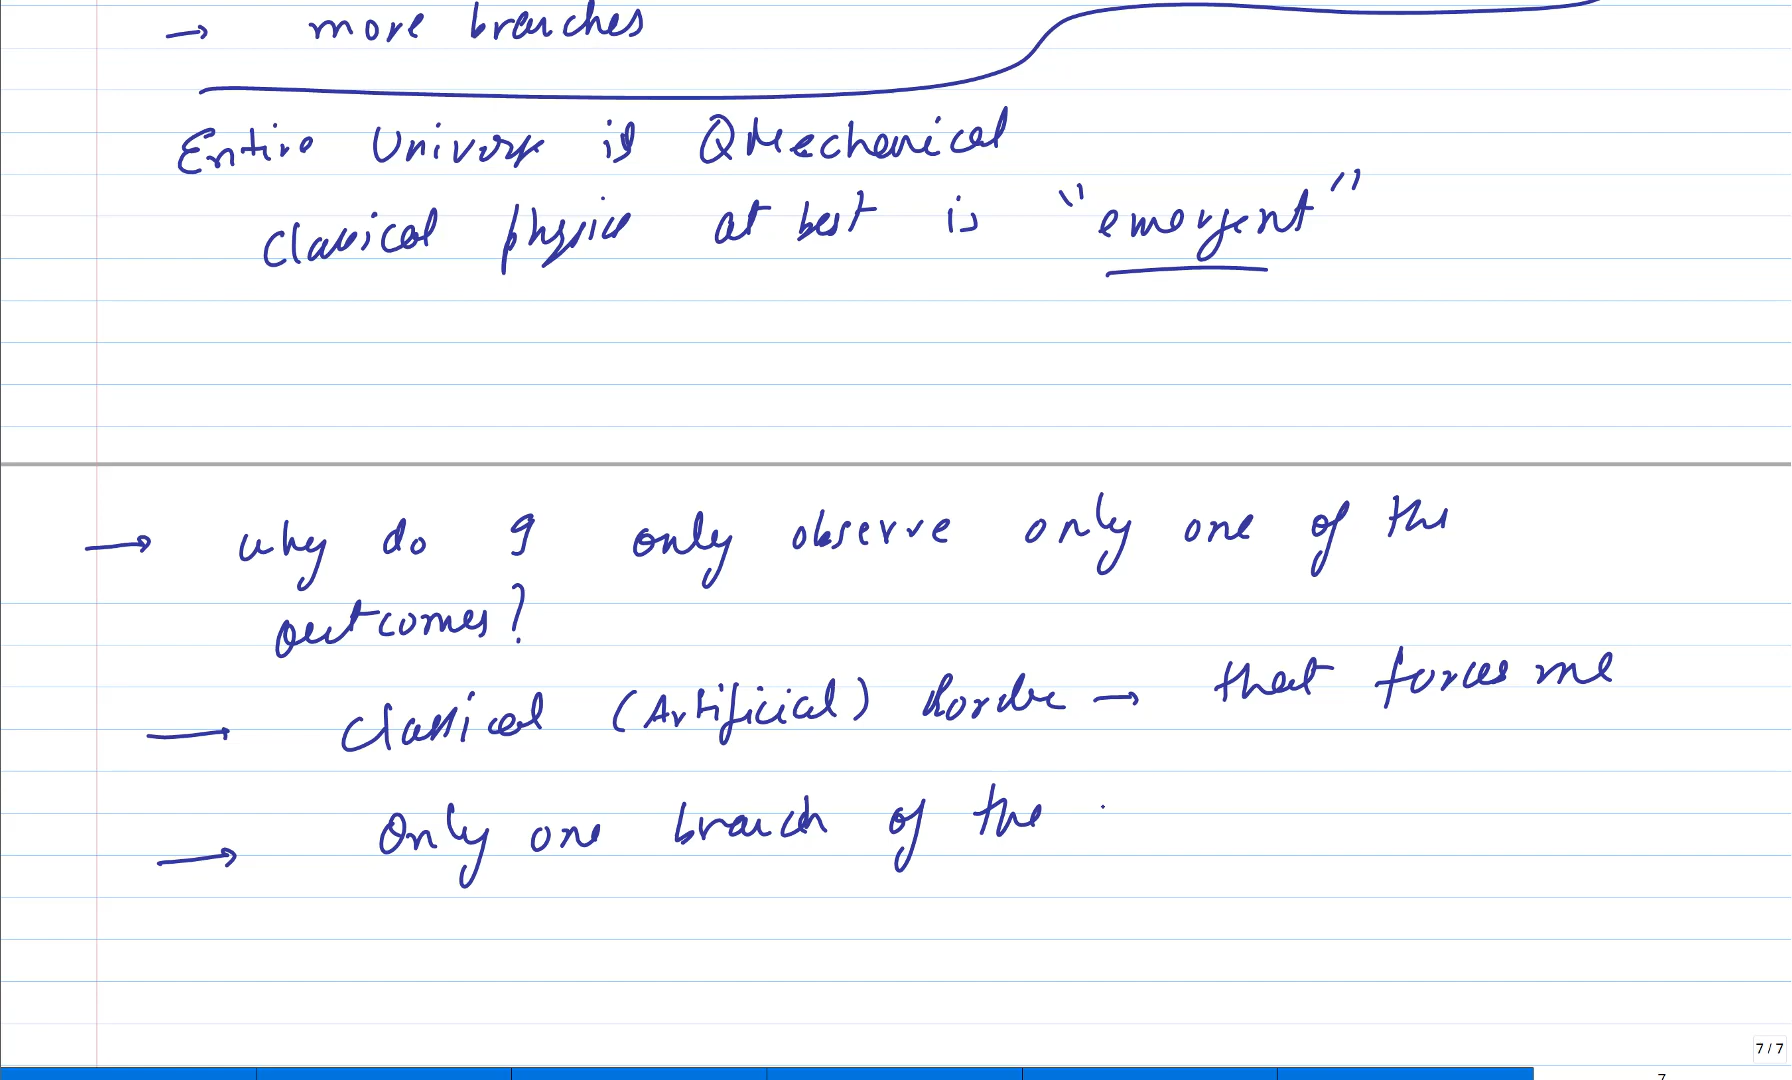 → more branches
Entire Universe is QMechanical
Classical physics at best is "emergent"
→ why do I only observe only one of the
outcomes?
→ Classical (Artificial) border → that forces me
→ Only one branch of the
7 / 7
7